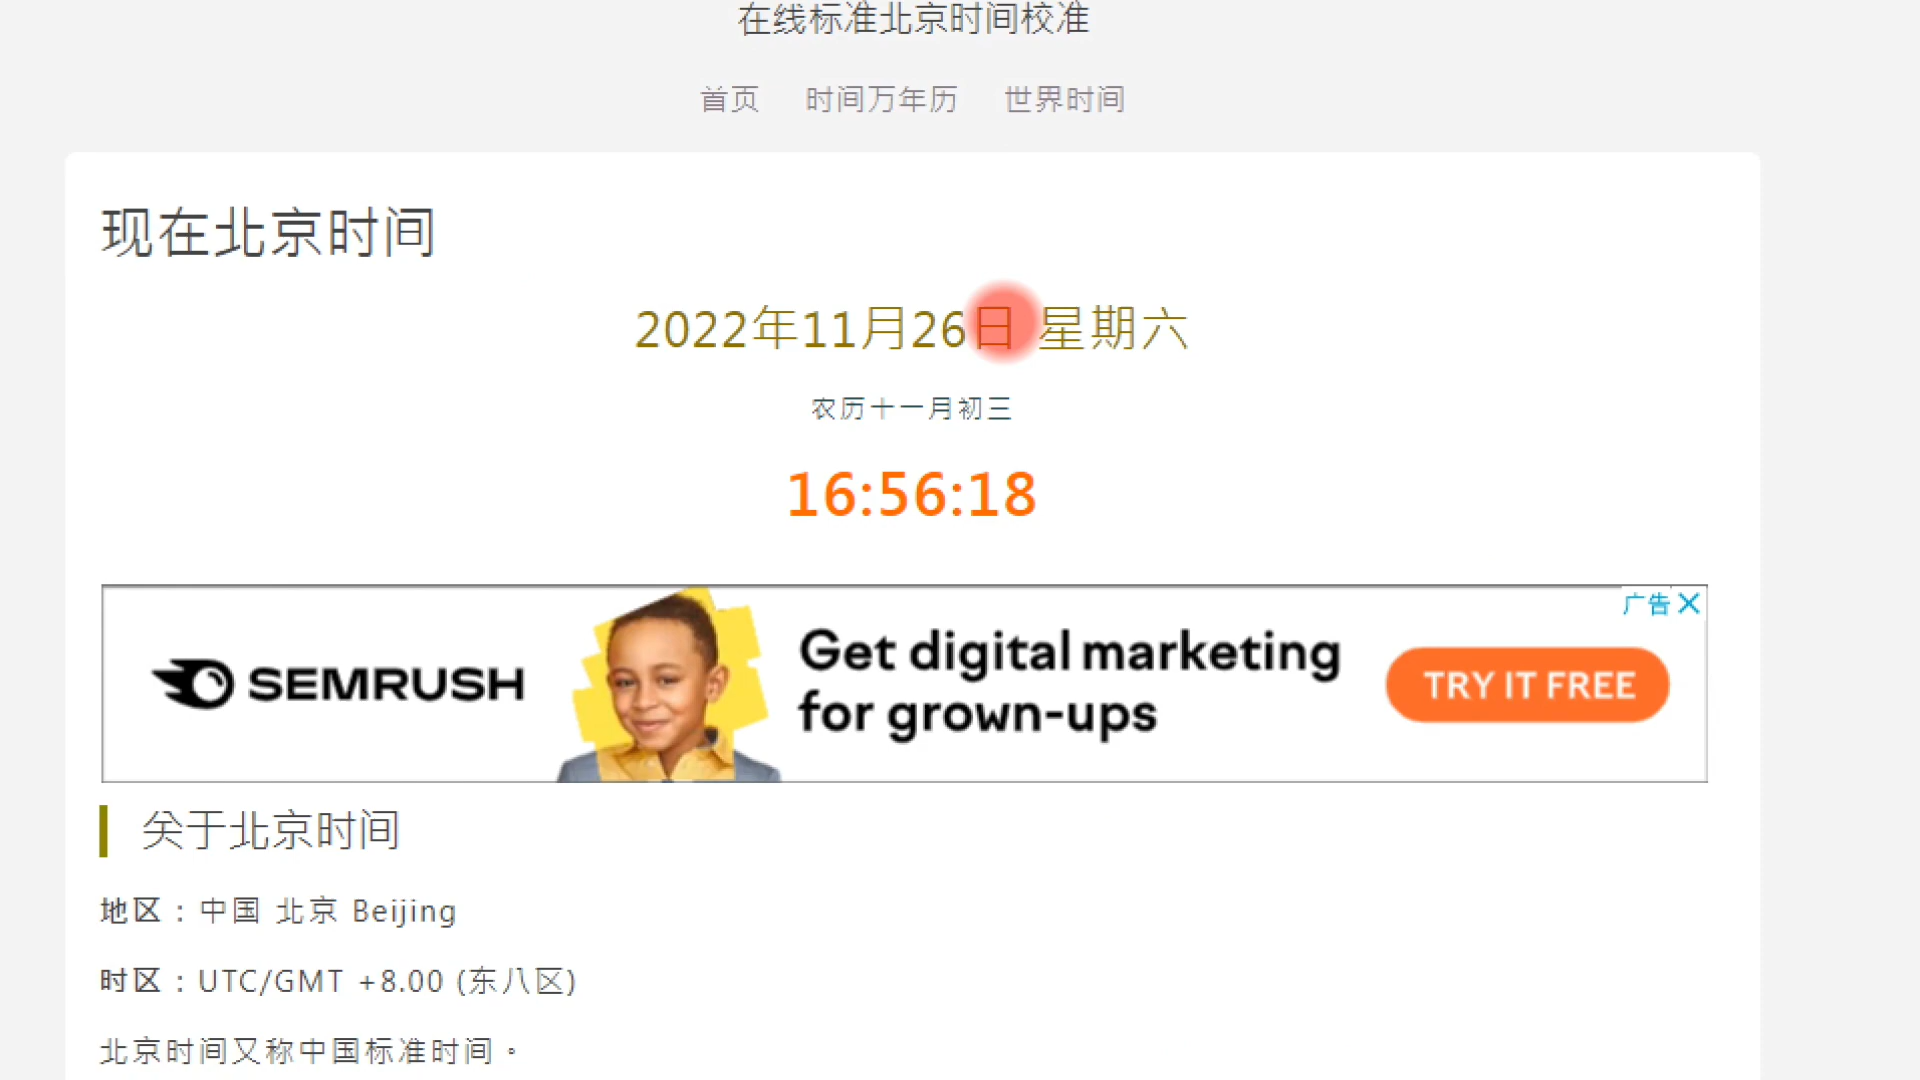 在线标准北京时间校准
首页 时间万年历 世界时间
现在北京时间
2022年11月26日 星期六
农历十一月初三
16:56:18
广告
SEMRUSH
Get digital marketing
for grown-ups
TRY IT FREE
关于北京时间
地区：中国 北京 Beijing
时区：UTC/GMT +8.00 (东八区)
北京时间又称中国标准时间。